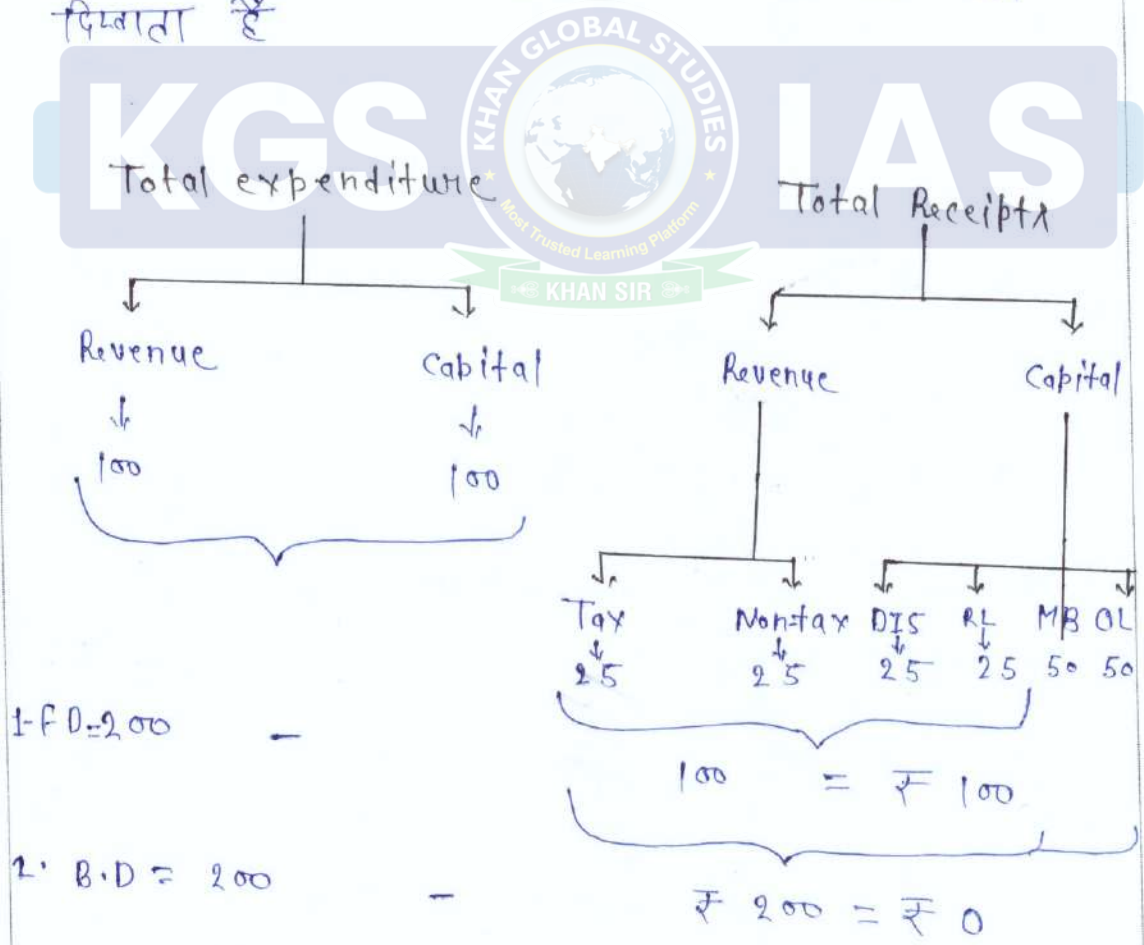 दिखाता है
KGS IAS
KHAN GLOBAL STUDIES
Most Trusted Learning Platform
KHAN SIR
Total expenditure
Total Receipts
Revenue
Capital
Revenue
Capital
100
100
Tax Non-tax DIS RL MB OL
25 25 25 25 50 50
1- F D = 200 - 100 = ₹ 100
2. B.D = 200 - ₹ 200 = ₹ 0